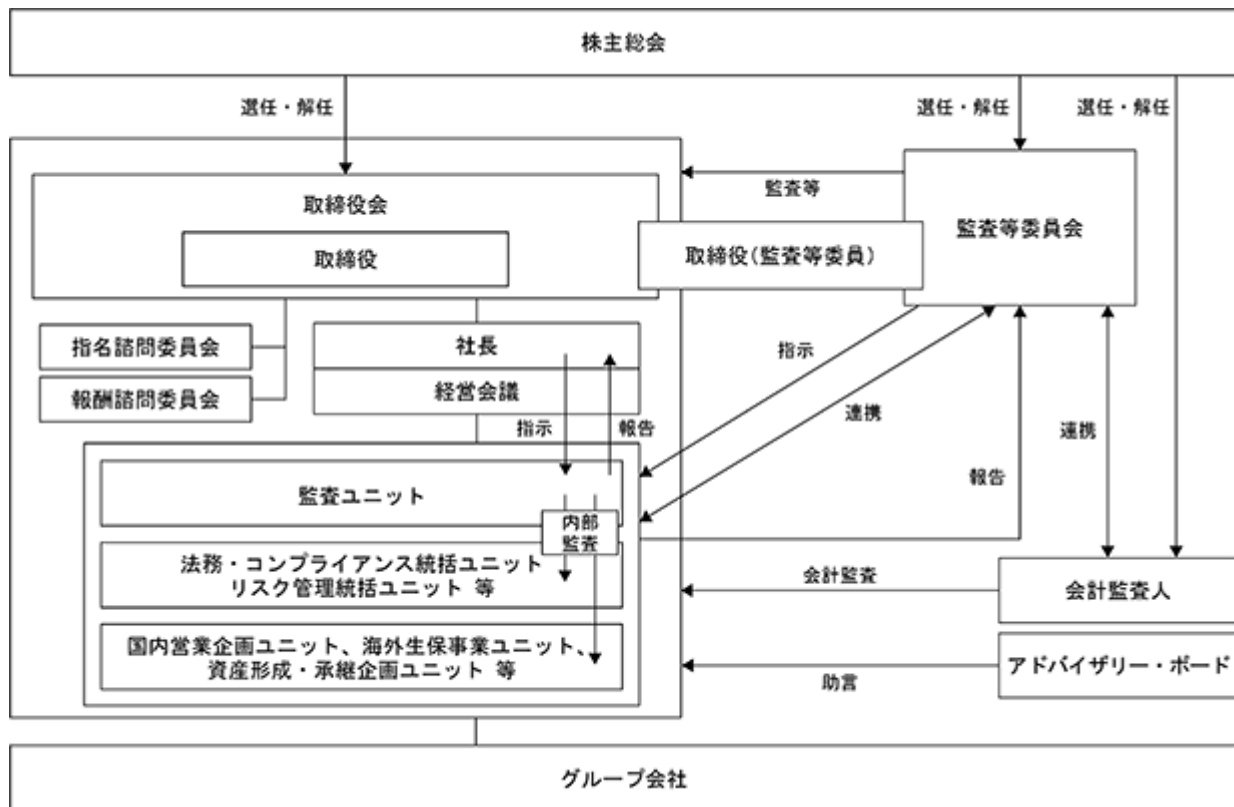 株主総会
選任・解任
選任・解任
選任・解任
監査等
監査等委員会
取締役会
取締役
取締役(監査等委員)
指名諮問委員会
報酬諮問委員会
社長
経営会議
指示
報告
指示
連携
連携
報告
監査ユニット
内部
監査
法務・コンプライアンス統括ユニット
リスク管理統括ユニット 等
会計監査
会計監査人
国内営業企画ユニット、海外生保事業ユニット、
資産形成・承継企画ユニット 等
助言
アドバイザリー・ボード
グループ会社